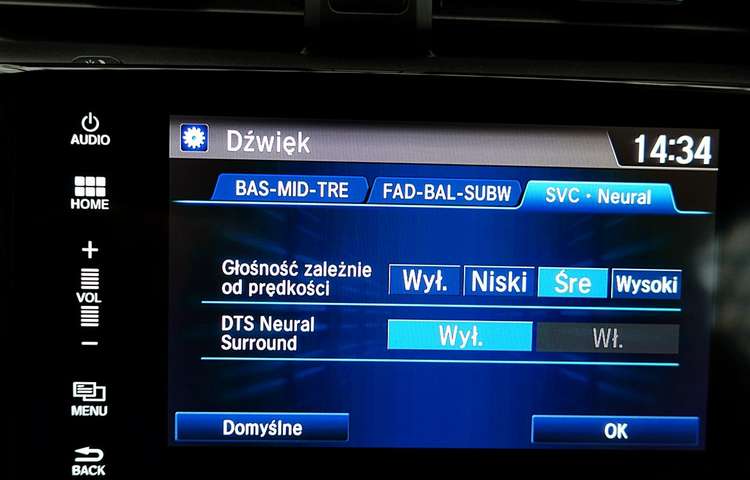 AUDIO
HOME
+
VOL
−
MENU
BACK
Dźwięk
14:34
BAS-MID-TRE
FAD-BAL-SUBW
SVC · Neural
Głośność zależnie
od prędkości
Wył. Niski Śre Wysoki
DTS Neural
Surround
Wył. Wł.
Domyślne
OK